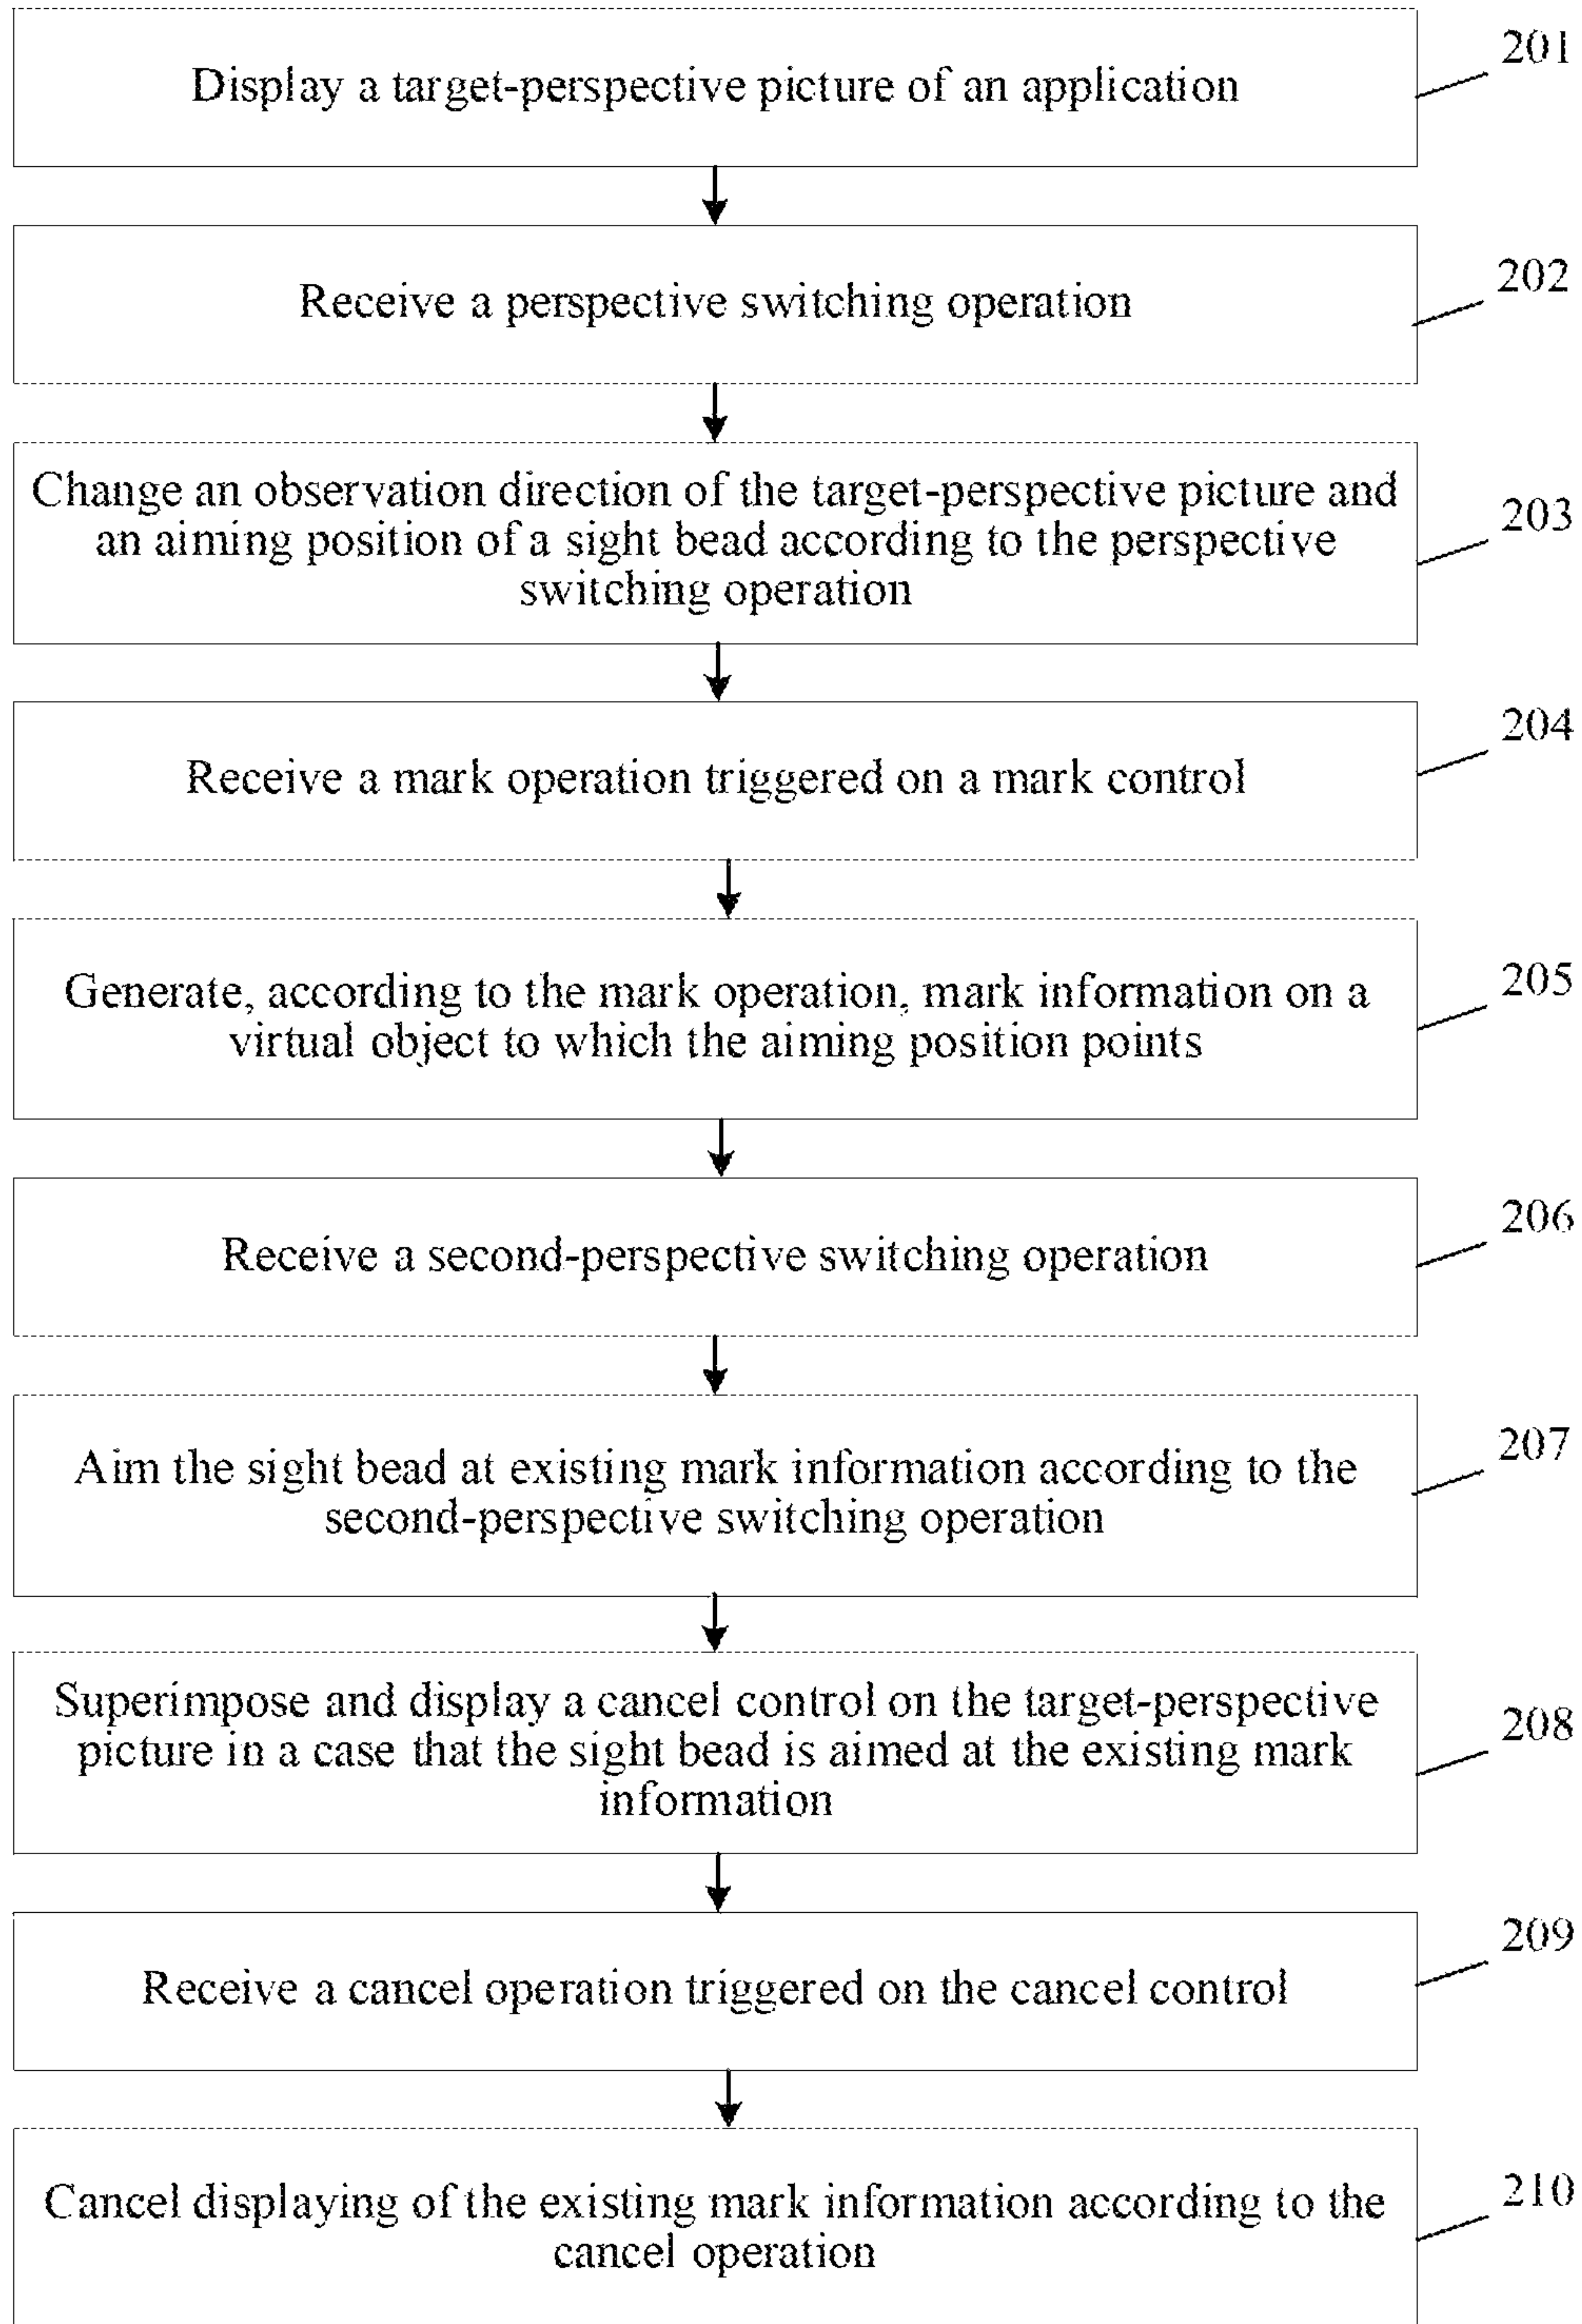 Display a target-perspective picture of an application
201
Receive a perspective switching operation
202
Change an observation direction of the target-perspective picture and
an aiming position of a sight bead according to the perspective
switching operation
203
Receive a mark operation triggered on a mark control
204
Generate, according to the mark operation, mark information on a
virtual object to which the aiming position points
205
Receive a second-perspective switching operation
206
Aim the sight bead at existing mark information according to the
second-perspective switching operation
207
Superimpose and display a cancel control on the target-perspective
picture in a case that the sight bead is aimed at the existing mark
information
208
Receive a cancel operation triggered on the cancel control
209
Cancel displaying of the existing mark information according to the
cancel operation
210